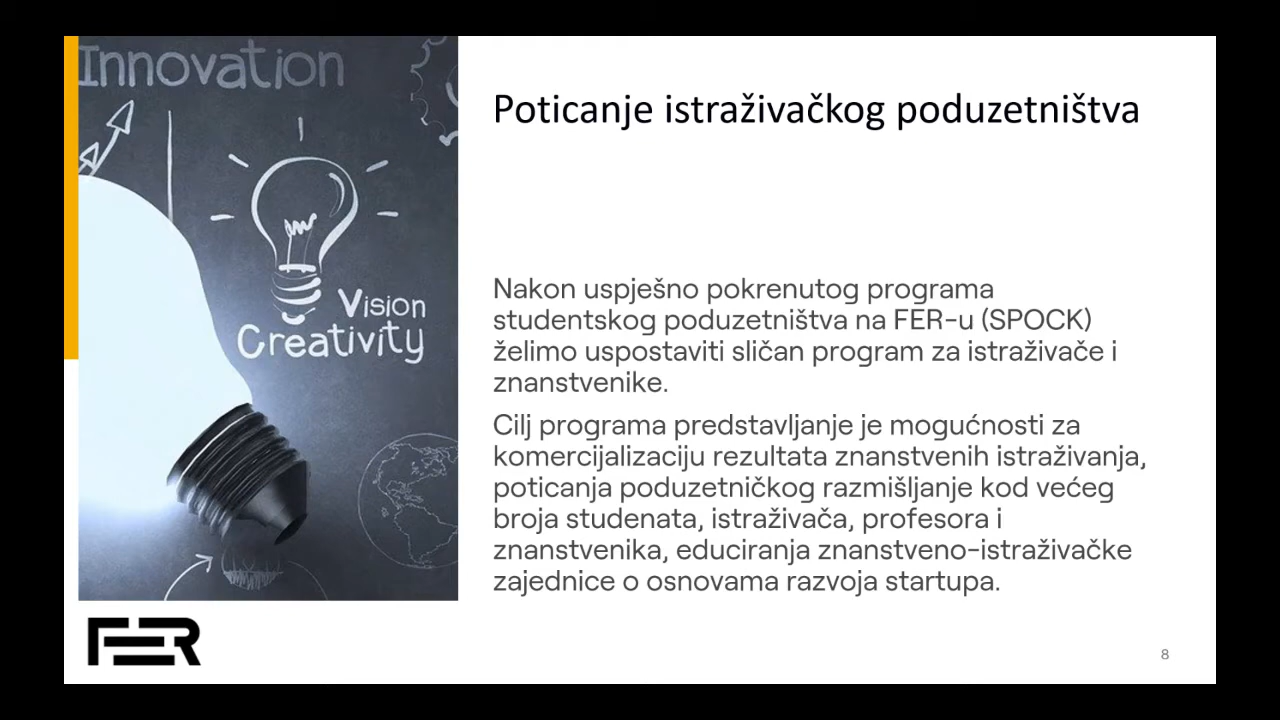 Innovation
Vision
Creativity
Poticanje istraživačkog poduzetništva
Nakon uspješno pokrenutog programa
studentskog poduzetništva na FER-u (SPOCK)
želimo uspostaviti sličan program za istraživače i
znanstvenike.
Cilj programa predstavljanje je mogućnosti za
komercijalizaciju rezultata znanstvenih istraživanja,
poticanja poduzetničkog razmišljanje kod većeg
broja studenata, istraživača, profesora i
znanstvenika, educiranja znanstveno-istraživačke
zajednice o osnovama razvoja startupa.
FER
8